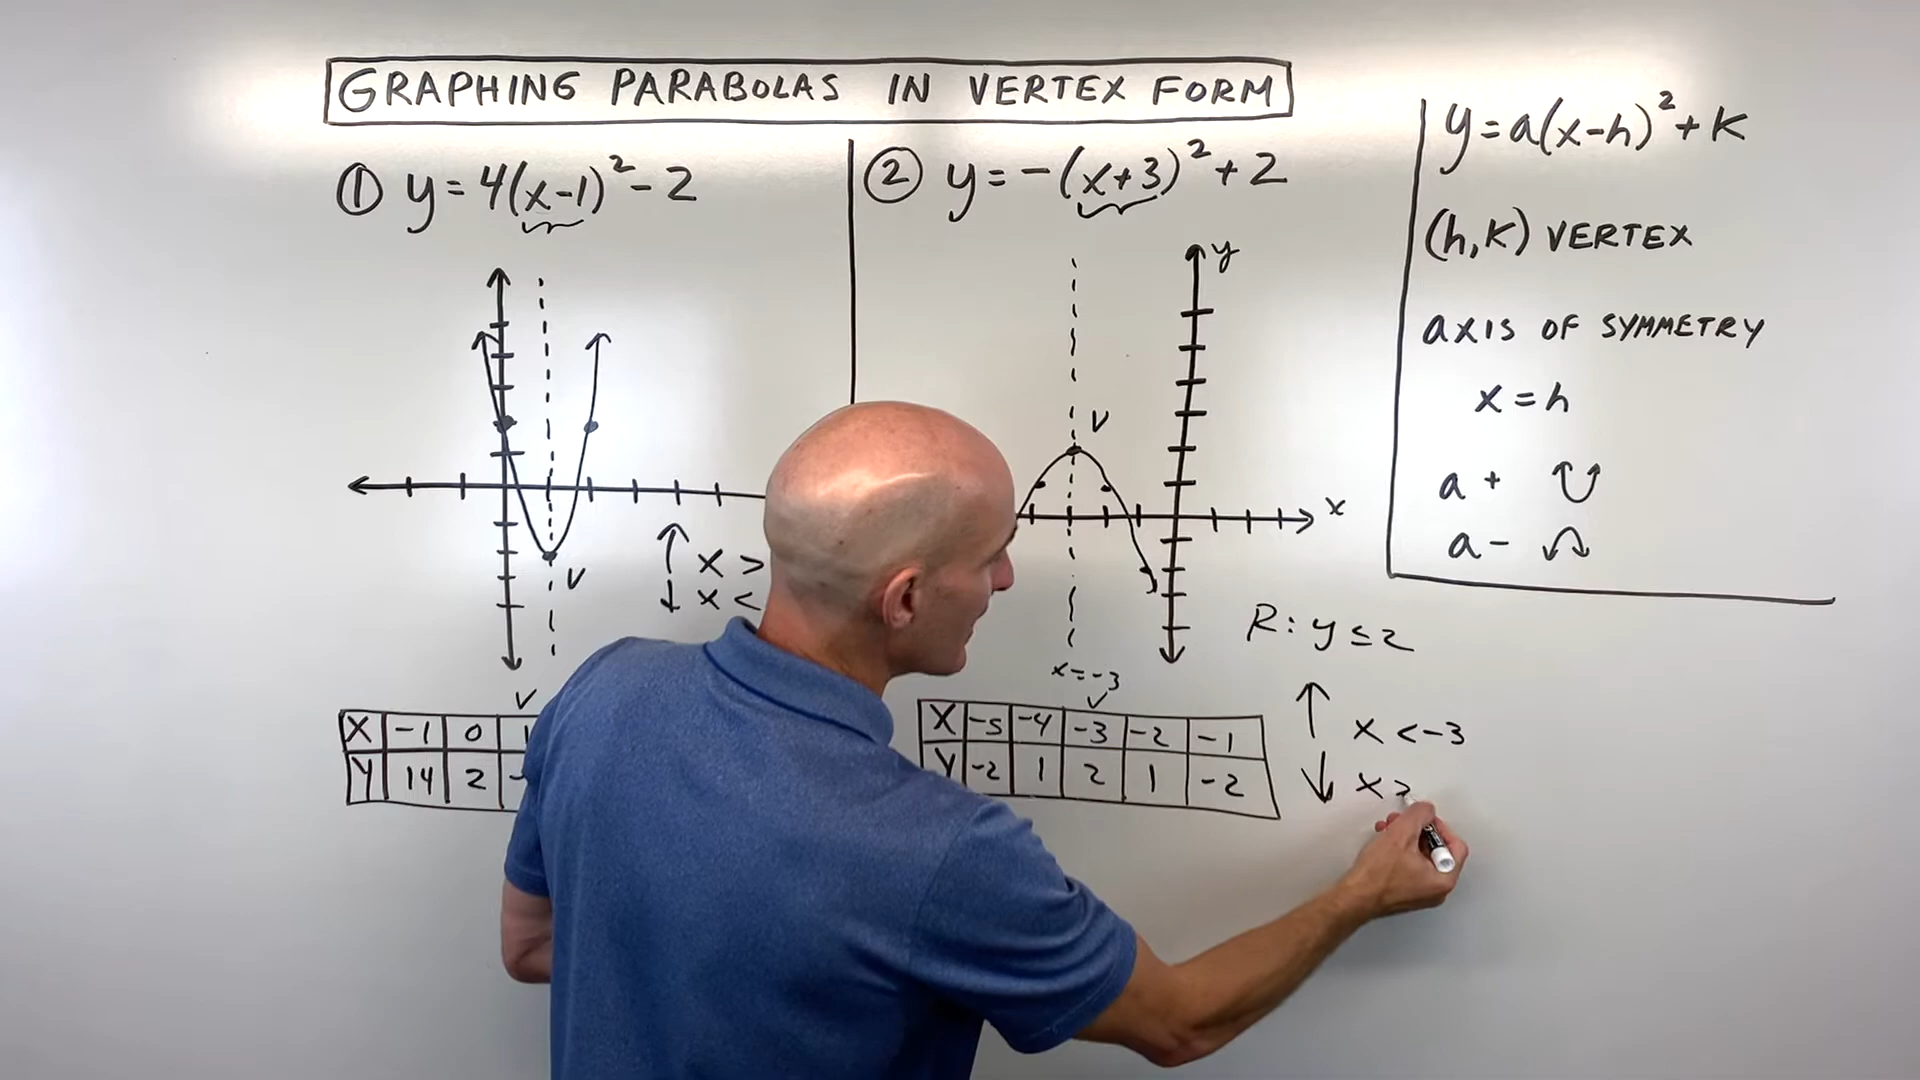 GRAPHING PARABOLAS IN VERTEX FORM
① y=4(x-1)²-2
V
↑ x >
↓ x <
V
X -1 0 1
Y 14 2 -
② y=-(x+3)²+2
y
V
x
x=-3
R: y≤2
X -5 -4 -3 -2 -1
Y -2 1 2 1 -2
↑ x <-3
↓ x >
y=a(x-h)²+k
(h,k) VERTEX
axis of symmetry
x=h
a +
a -